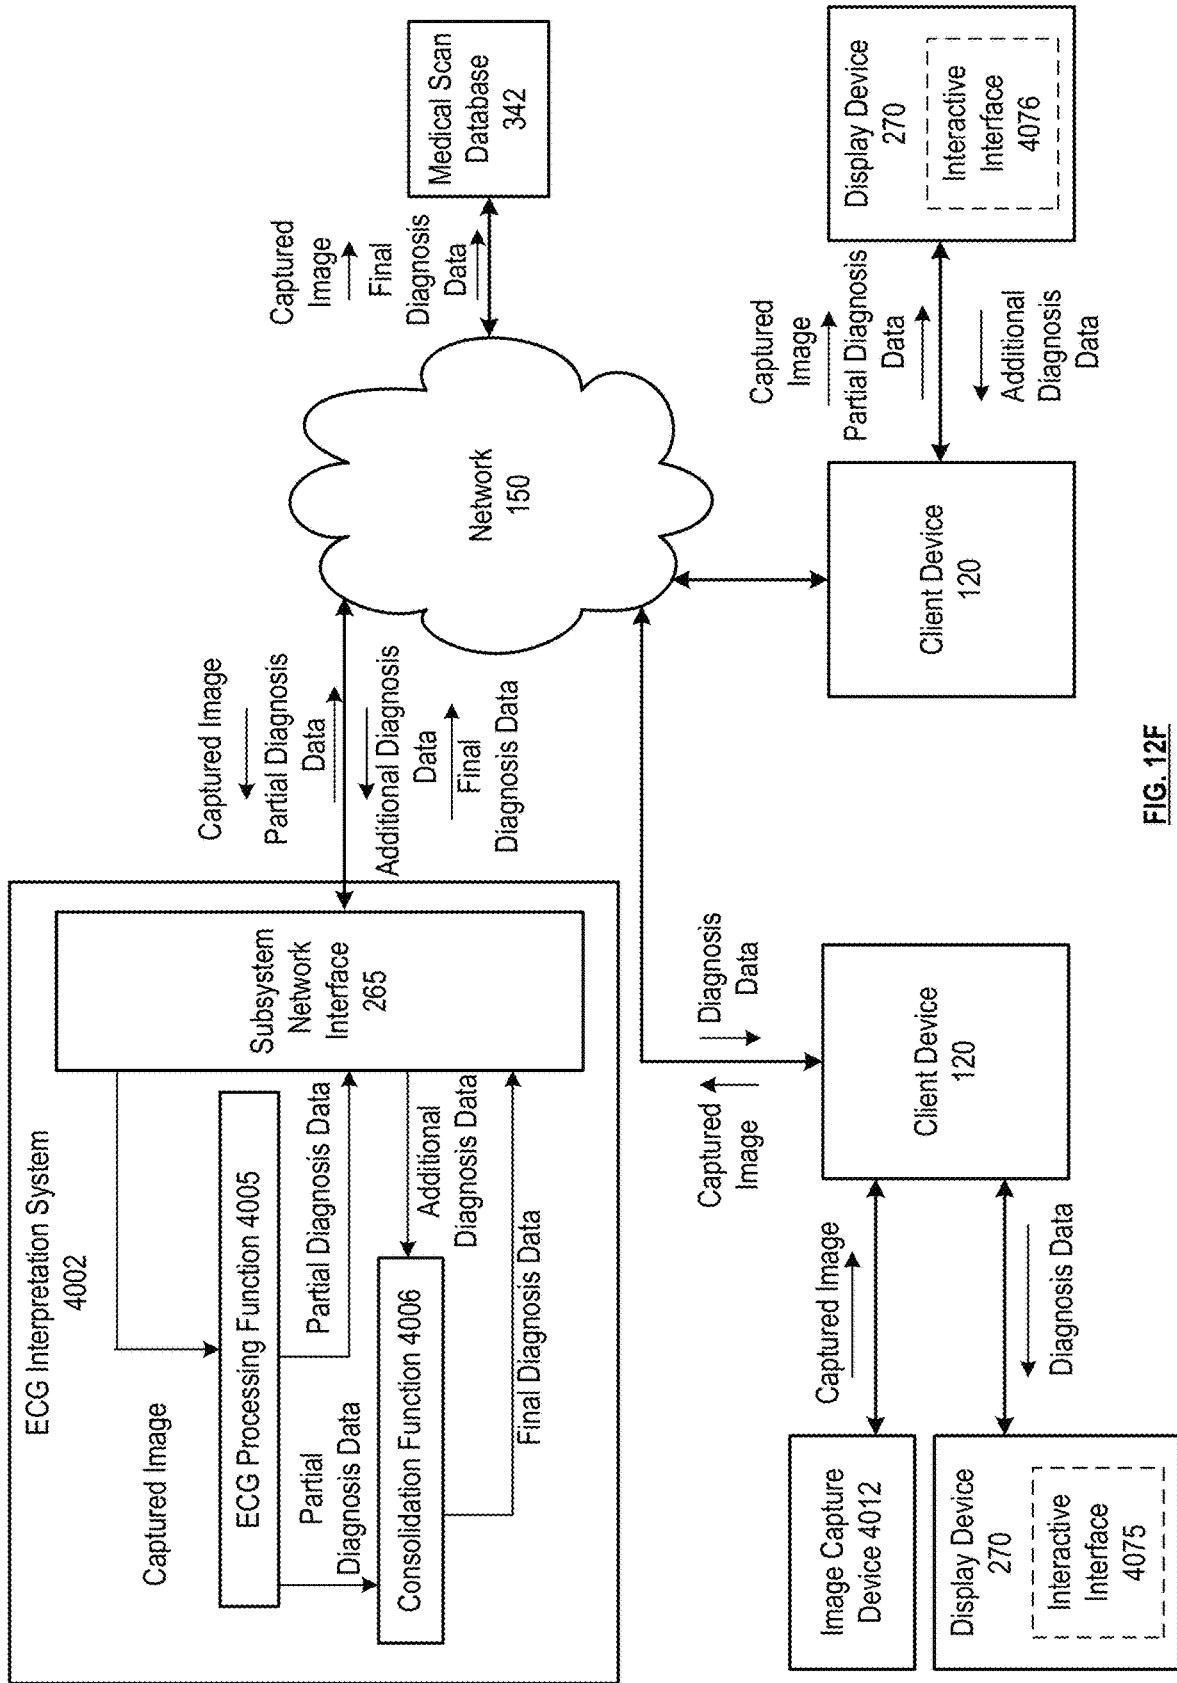 ECG Interpretation System
4002
Captured Image
ECG Processing Function 4005
Partial
Diagnosis Data
Partial Diagnosis Data
Consolidation Function 4006
Additional
Diagnosis Data
Final Diagnosis Data
Subsystem
Network
Interface
265
Captured Image
Partial Diagnosis
Data
Additional Diagnosis
Data
Final
Diagnosis Data
Network
150
Captured
Image
Final
Diagnosis
Data
Medical Scan
Database
342
Image Capture
Device 4012
Captured Image
Display Device
270
Interactive
Interface
4075
Diagnosis Data
Client Device
120
Captured
Image
Diagnosis
Data
Client Device
120
Captured
Image
Partial Diagnosis
Data
Additional
Diagnosis
Data
Display Device
270
Interactive
Interface
4076
FIG. 12F